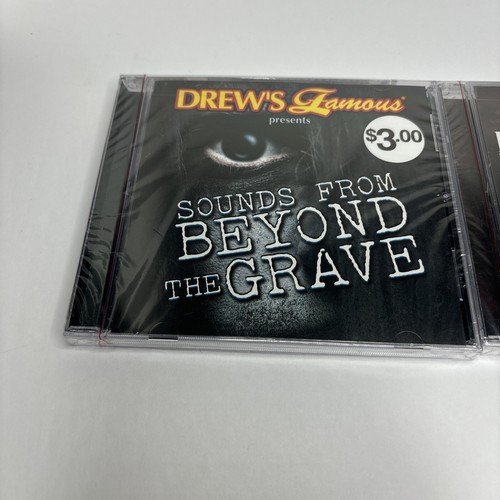 DREW'S Famous®
presents
$3.00
SOUNDS FROM
BEYOND
THE GRAVE